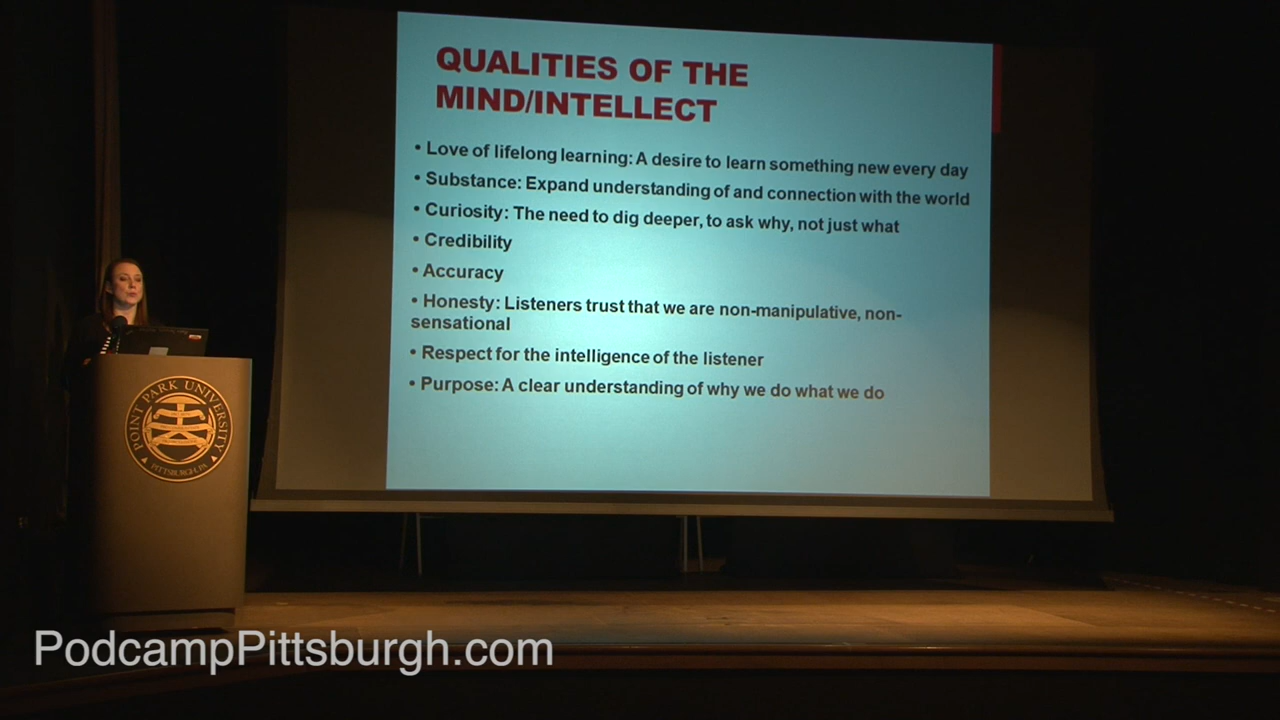 QUALITIES OF THE
MIND/INTELLECT
• Love of lifelong learning: A desire to learn something new every day
• Substance: Expand understanding of and connection with the world
• Curiosity: The need to dig deeper, to ask why, not just what
• Credibility
• Accuracy
• Honesty: Listeners trust that we are non-manipulative, non-
sensational
• Respect for the intelligence of the listener
• Purpose: A clear understanding of why we do what we do
POINT PARK UNIVERSITY
PITTSBURGH, PA
PodcampPittsburgh.com